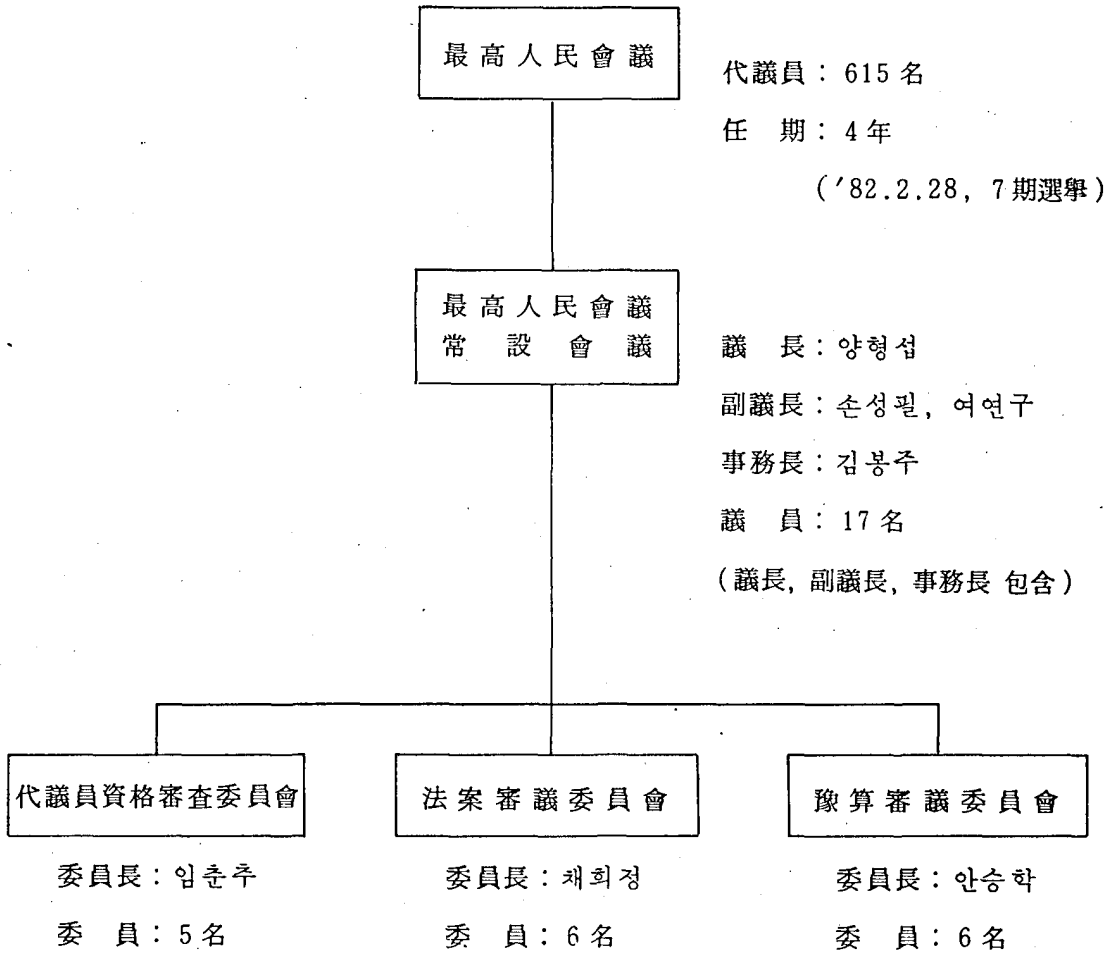 最高人民會議
代議員 : 615 名
任 期 : 4 年
('82.2.28, 7 期選擧)
最高人民會議
常 設 會 議
議 長 : 양형섭
副議長 : 손성필, 여연구
事務長 : 김봉주
議 員 : 17 名
(議長, 副議長, 事務長 包含)
代議員資格審査委員會
委員長 : 임춘추
委 員 : 5 名
法案審議委員會
委員長 : 채희정
委 員 : 6 名
豫算審議委員會
委員長 : 안승학
委 員 : 6 名